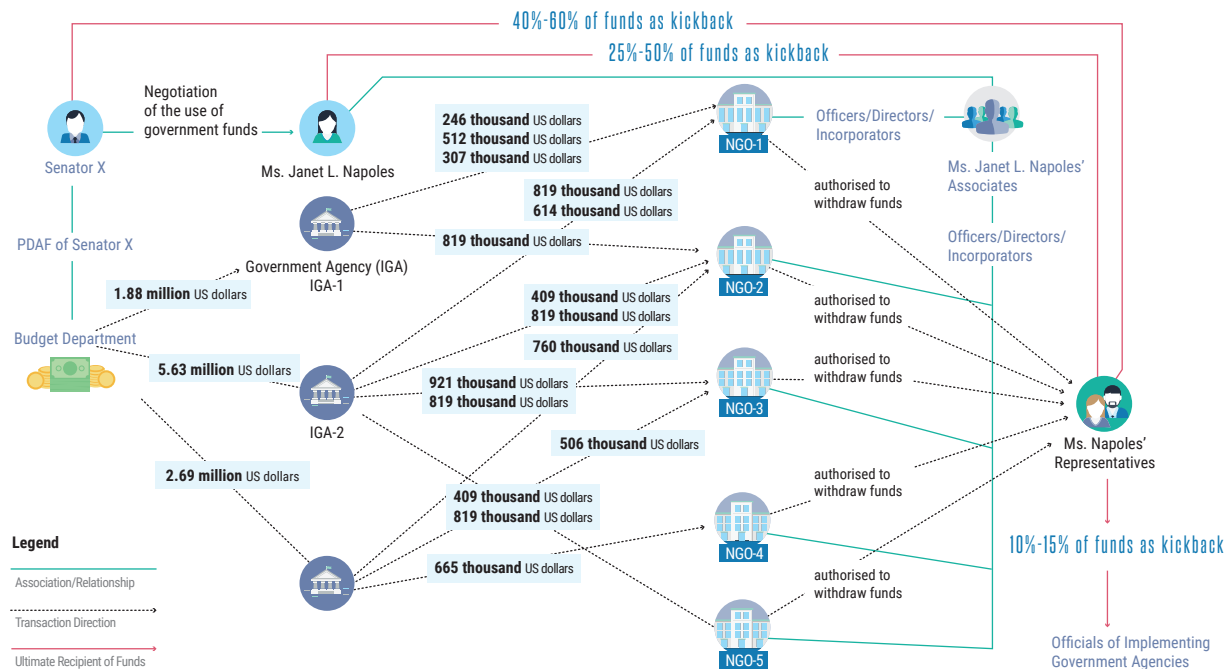 40%-60% of funds as kickback
25%-50% of funds as kickback
Negotiation
of the use of
government funds
Senator X
Ms. Janet L. Napoles
246 thousand US dollars
512 thousand US dollars
307 thousand US dollars
NGO-1
Officers/Directors/
Incorporators
Ms. Janet L. Napoles’
Associates
819 thousand US dollars
614 thousand US dollars
authorised to
withdraw funds
PDAF of Senator X
Government Agency (IGA)
IGA-1
819 thousand US dollars
NGO-2
Officers/Directors/
Incorporators
1.88 million US dollars
409 thousand US dollars
819 thousand US dollars
authorised to
withdraw funds
Budget Department
760 thousand US dollars
5.63 million US dollars
IGA-2
921 thousand US dollars
819 thousand US dollars
NGO-3
authorised to
withdraw funds
506 thousand US dollars
Ms. Napoles’
Representatives
2.69 million US dollars
409 thousand US dollars
819 thousand US dollars
authorised to
withdraw funds
NGO-4
665 thousand US dollars
10%-15% of funds as kickback
authorised to
withdraw funds
NGO-5
Officials of Implementing
Government Agencies
Legend
Association/Relationship
Transaction Direction
Ultimate Recipient of Funds